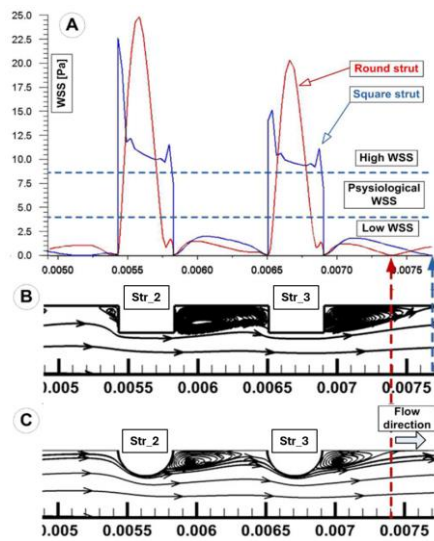 A
WSS [Pa]
25.0
22.5
20.0
17.5
15.0
12.5
10.0
7.5
5.0
2.5
0.0
Round strut
Square strut
High WSS
Psysiological
WSS
Low WSS
0.0050 0.0055 0.0060 0.0065 0.0070 0.0075
B
Str_2 Str_3
0.005 0.0055 0.006 0.0065 0.007 0.0075
C
Str_2 Str_3
Flow
direction
0.005 0.0055 0.006 0.0065 0.007 0.0075